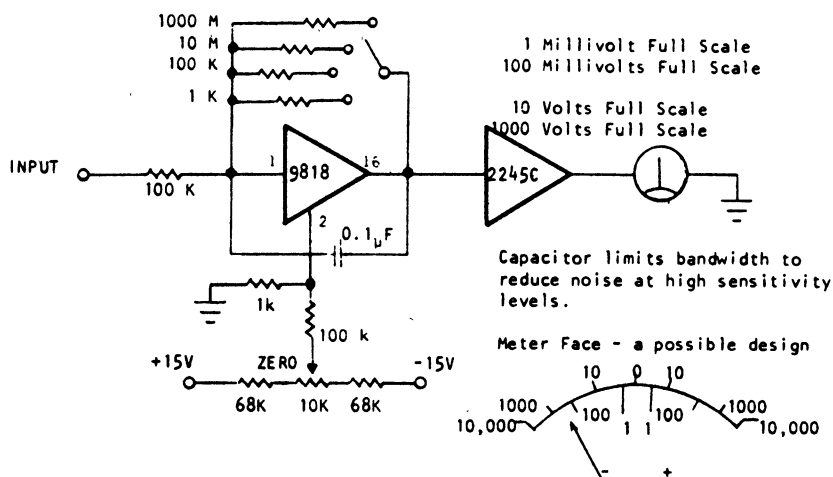 1000 M
10 M
100 K
1 K
1 Millivolt Full Scale
100 Millivolts Full Scale
10 Volts Full Scale
1000 Volts Full Scale
INPUT
100 K
1
9818
16
2
2245C
0.1µF
1k
100 k
Capacitor limits bandwidth to
reduce noise at high sensitivity
levels.
+15V
ZERO
-15V
68K
10K
68K
Meter Face - a possible design
10 0 10
1000 100 1 1 100 1000
10,000 10,000
- +